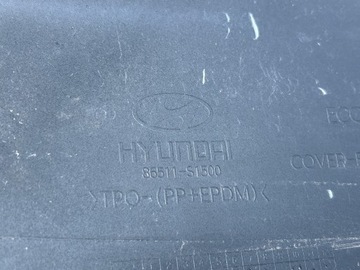 HYUNDAI
86511-S1500
COVER-F
>TPO-(PP+EPDM)<